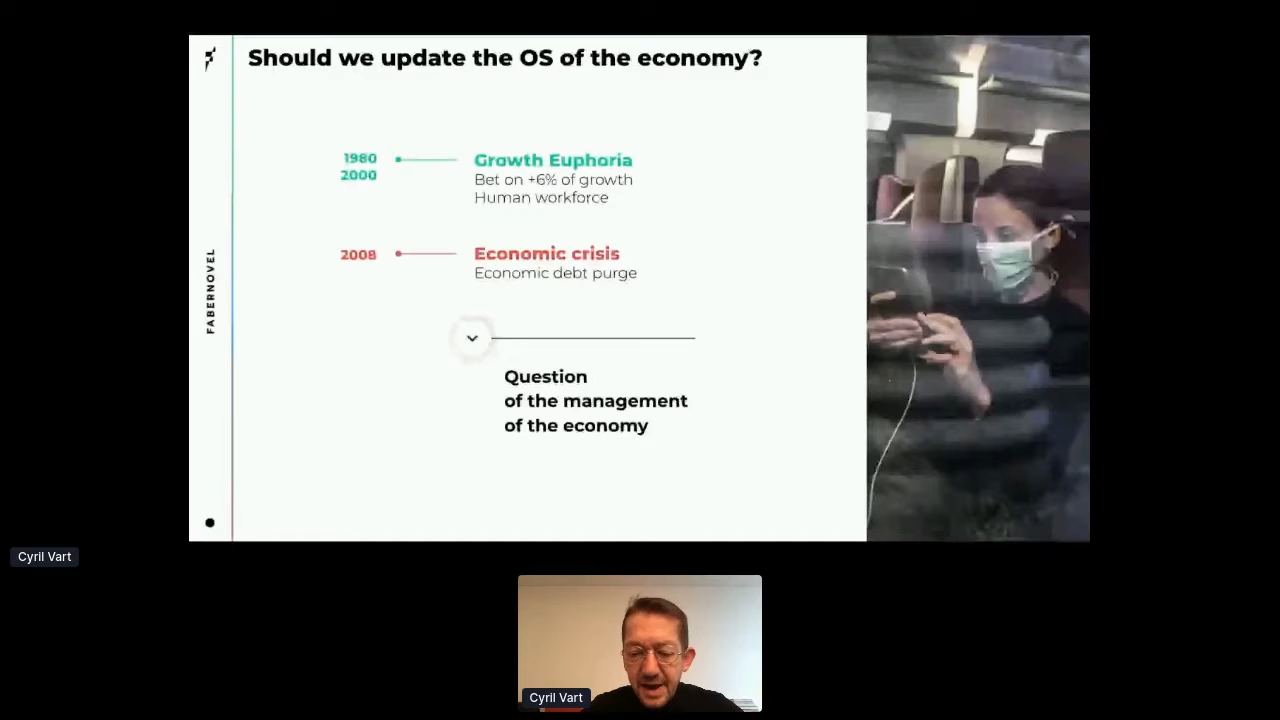 Should we update the OS of the economy?
1980
2000
Growth Euphoria
Bet on +6% of growth
Human workforce
2008
Economic crisis
Economic debt purge
Question
of the management
of the economy
FABERNOVEL
Cyril Vart
Cyril Vart